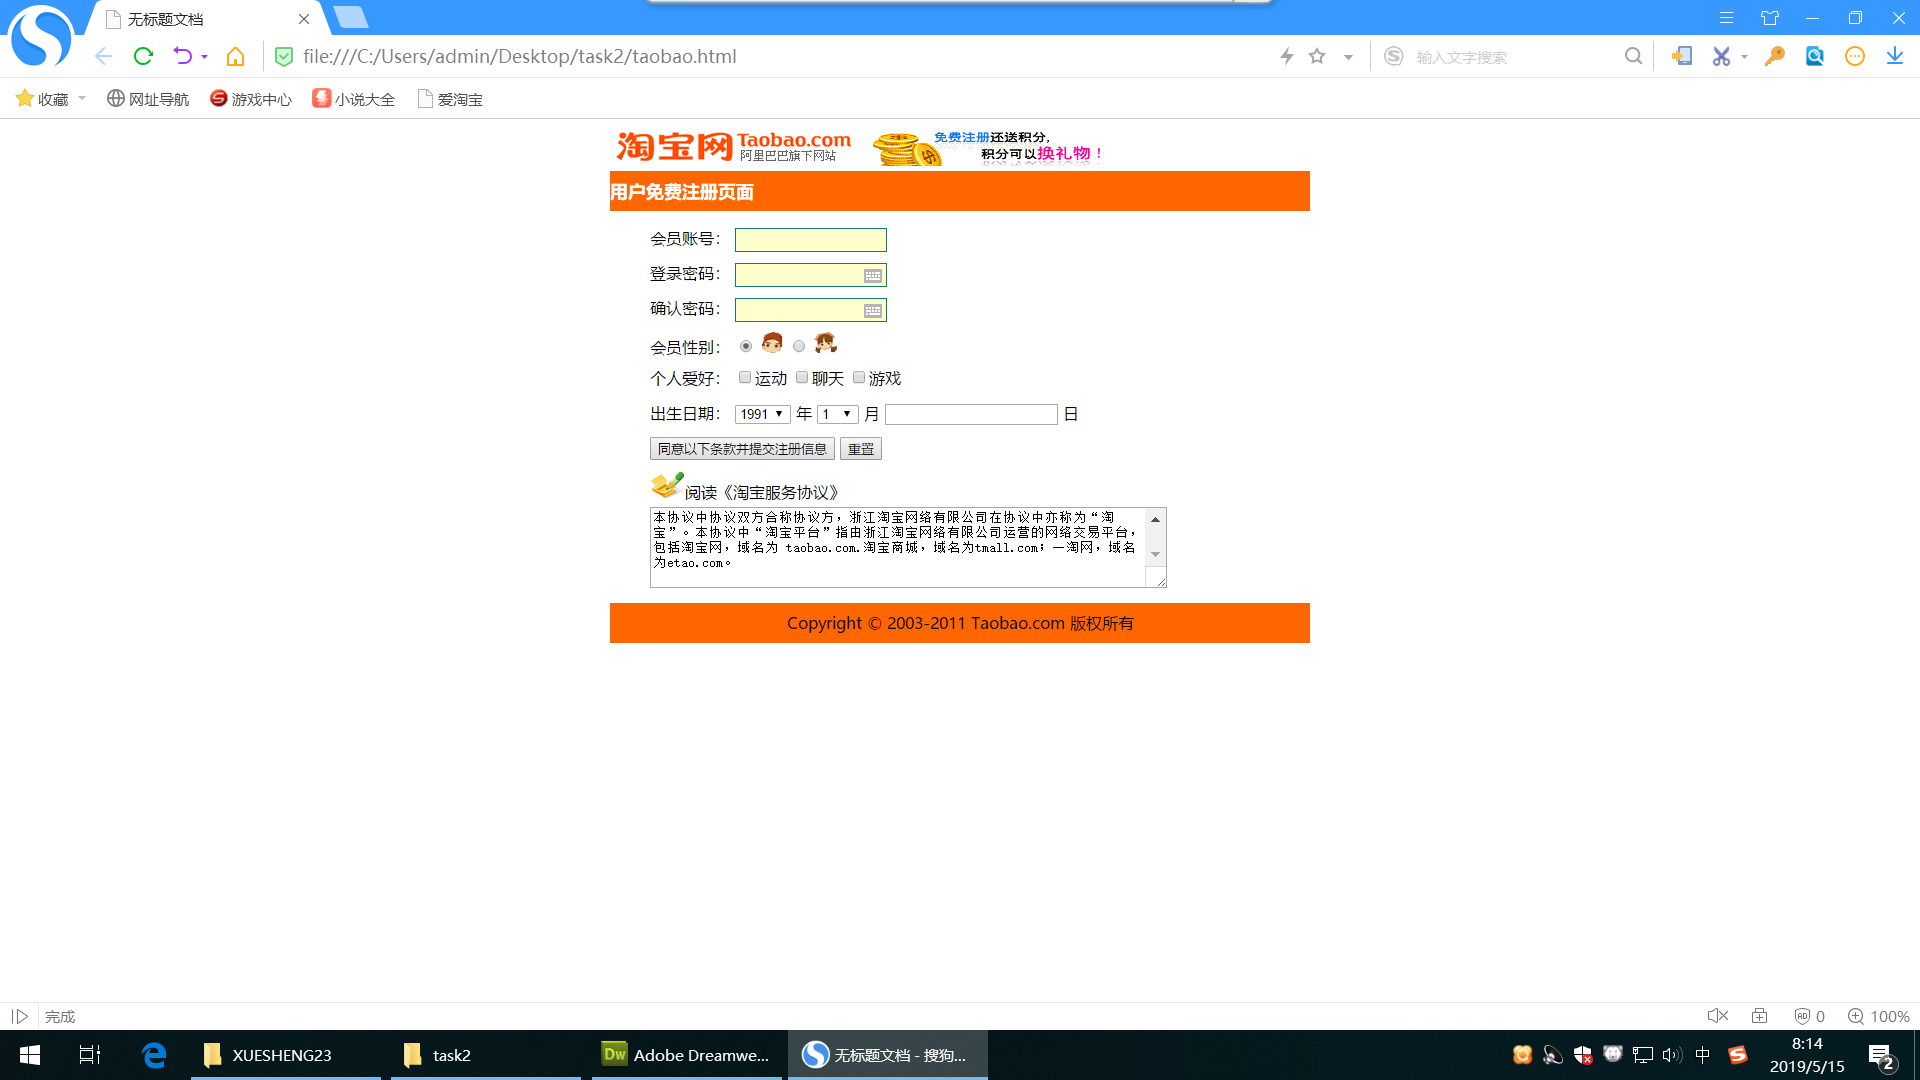 无标题文档
file:///C:/Users/admin/Desktop/task2/taobao.html
输入文字搜索
收藏 网址导航 游戏中心 小说大全 爱淘宝
淘宝网 Taobao.com
阿里巴巴旗下网站
免费注册还送积分,
积分可以换礼物!
用户免费注册页面
会员账号:
登录密码:
确认密码:
会员性别:
个人爱好: 运动 聊天 游戏
出生日期: 1991 年 1 月 日
同意以下条款并提交注册信息 重置
阅读《淘宝服务协议》
本协议中协议双方合称协议方,浙江淘宝网络有限公司在协议中亦称为“淘
宝”。本协议中“淘宝平台”指由浙江淘宝网络有限公司运营的网络交易平台,
包括淘宝网,域名为 taobao.com.淘宝商城,域名为tmall.com;一淘网,域名
为etao.com。
Copyright © 2003-2011 Taobao.com 版权所有
完成
0 100%
XUESHENG23 task2 Dw Adobe Dreamwe... 无标题文档 - 搜狗...
中
8:14
2019/5/15
2